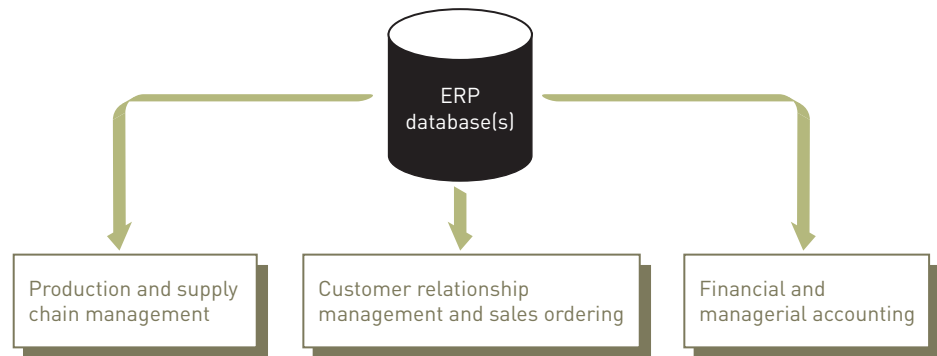 ERP
database(s)
Production and supply
chain management
Customer relationship
management and sales ordering
Financial and
managerial accounting